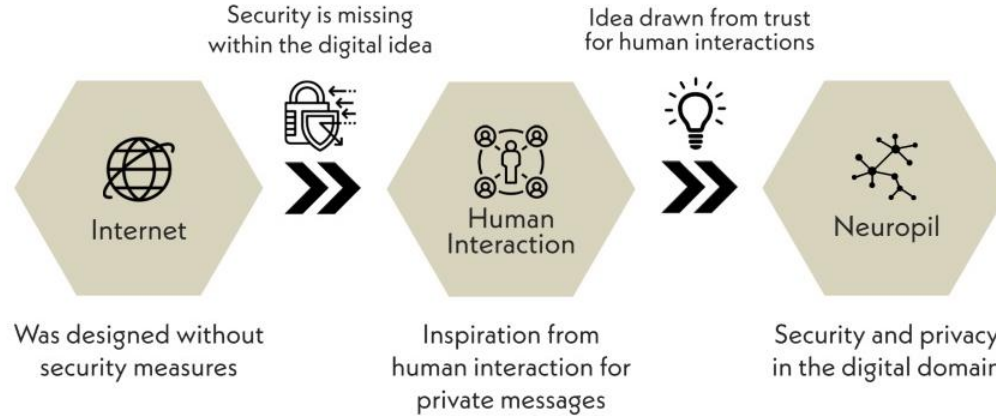 Security is missing
within the digital idea
Idea drawn from trust
for human interactions
Internet
Human
Interaction
Neuropil
Was designed without
security measures
Inspiration from
human interaction for
private messages
Security and privacy
in the digital domain